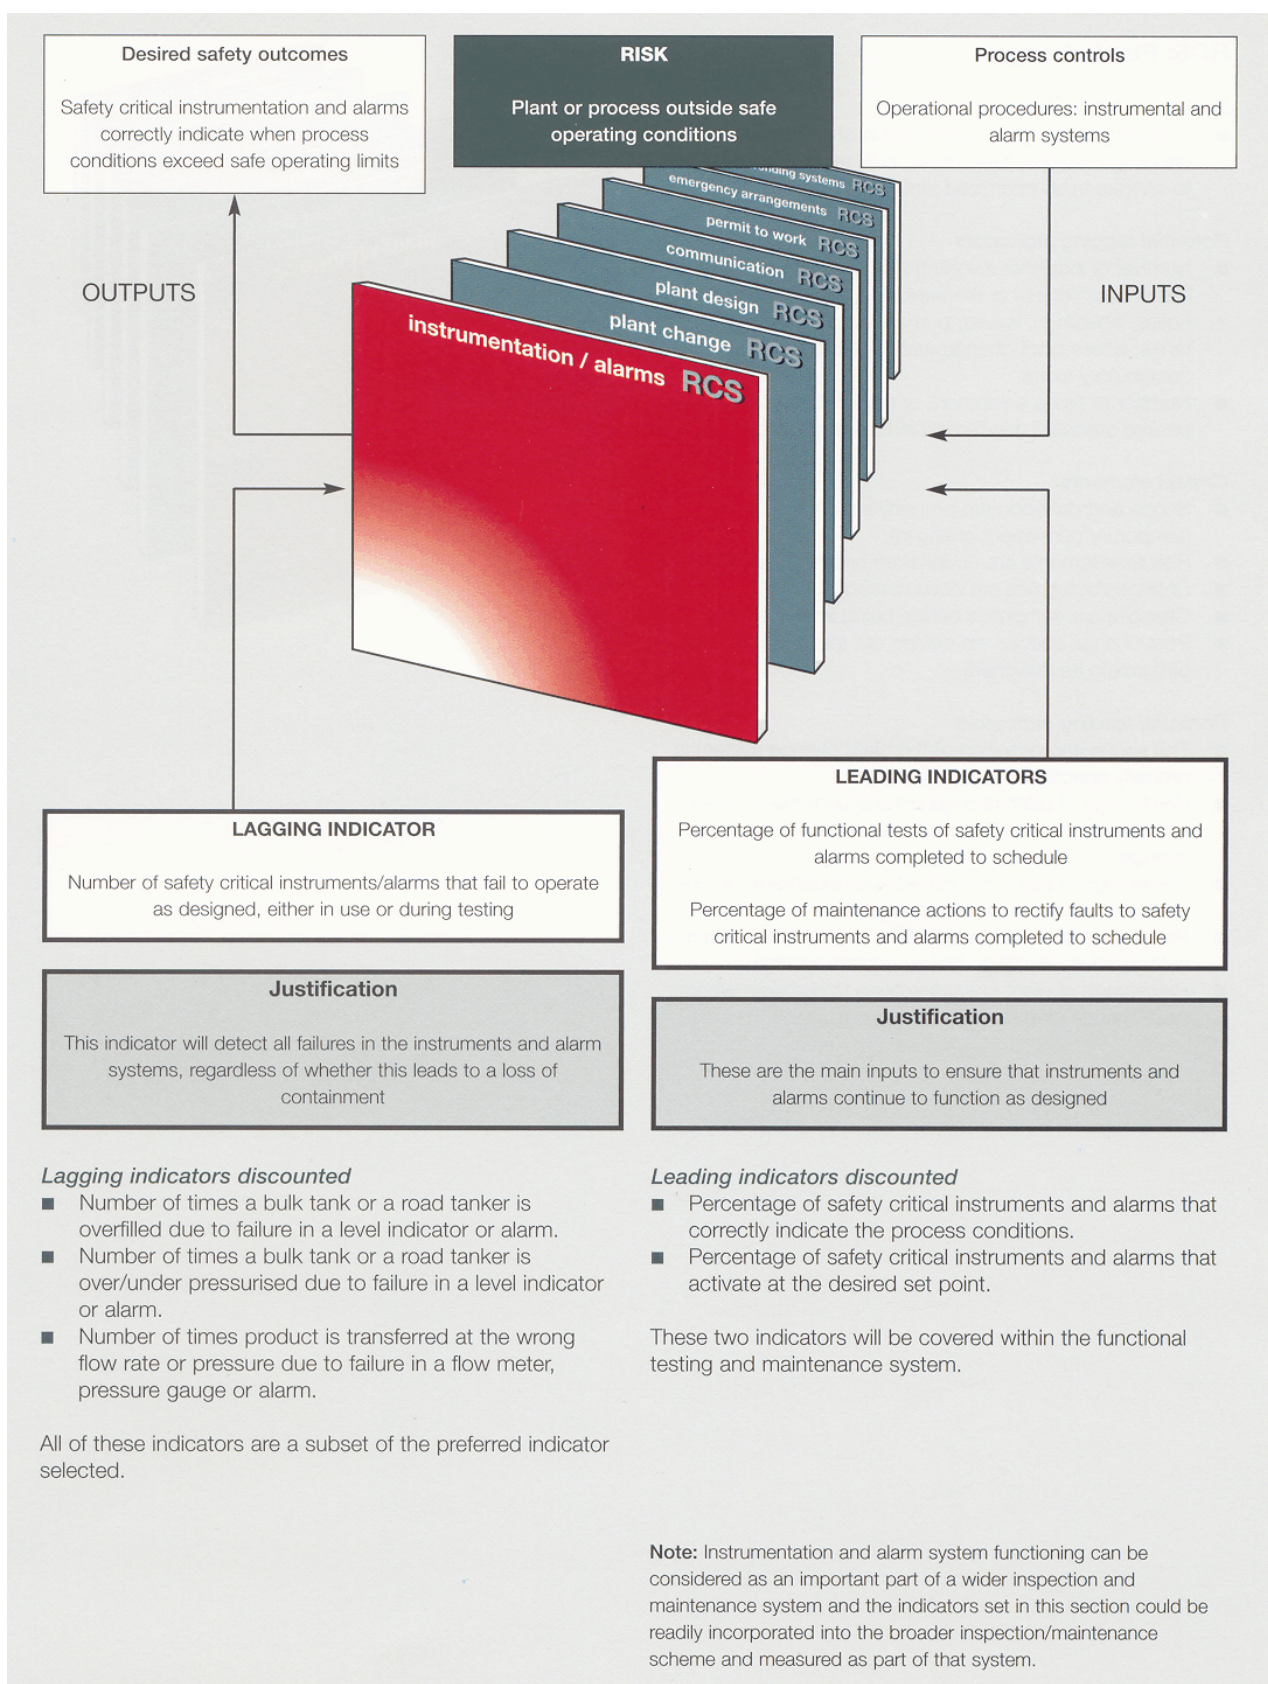 Desired safety outcomes
Safety critical instrumentation and alarms
correctly indicate when process
conditions exceed safe operating limits
RISK
Plant or process outside safe
operating conditions
Process controls
Operational procedures: instrumental and
alarm systems
OUTPUTS
INPUTS
systems RCS
emergency arrangements RCS
permit to work RCS
communication RCS
plant design RCS
plant change RCS
instrumentation / alarms RCS
LAGGING INDICATOR
Number of safety critical instruments/alarms that fail to operate
as designed, either in use or during testing
LEADING INDICATORS
Percentage of functional tests of safety critical instruments and
alarms completed to schedule
Percentage of maintenance actions to rectify faults to safety
critical instruments and alarms completed to schedule
Justification
This indicator will detect all failures in the instruments and alarm
systems, regardless of whether this leads to a loss of
containment
Justification
These are the main inputs to ensure that instruments and
alarms continue to function as designed
Lagging indicators discounted
■ Number of times a bulk tank or a road tanker is
overfilled due to failure in a level indicator or alarm.
■ Number of times a bulk tank or a road tanker is
over/under pressurised due to failure in a level indicator
or alarm.
■ Number of times product is transferred at the wrong
flow rate or pressure due to failure in a flow meter,
pressure gauge or alarm.
All of these indicators are a subset of the preferred indicator
selected.
Leading indicators discounted
■ Percentage of safety critical instruments and alarms that
correctly indicate the process conditions.
■ Percentage of safety critical instruments and alarms that
activate at the desired set point.
These two indicators will be covered within the functional
testing and maintenance system.
Note: Instrumentation and alarm system functioning can be
considered as an important part of a wider inspection and
maintenance system and the indicators set in this section could be
readily incorporated into the broader inspection/maintenance
scheme and measured as part of that system.